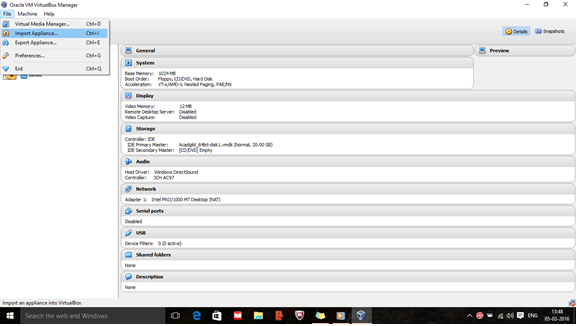 Oracle VM VirtualBox Manager
File Machine Help
Virtual Media Manager... Ctrl+D
Import Appliance... Ctrl+I
Export Appliance... Ctrl+E
Preferences... Ctrl+G
Exit Ctrl+Q
Details Snapshots
General
Preview
System
Base Memory: 1024 MB
Boot Order: Floppy, CD/DVD, Hard Disk
Acceleration: VT-x/AMD-V, Nested Paging, PAE/NX
Display
Video Memory: 12 MB
Remote Desktop Server: Disabled
Video Capture: Disabled
Storage
Controller: IDE
IDE Primary Master: Acadgild_64bit-disk1.vmdk (Normal, 20.00 GB)
IDE Secondary Master: [CD/DVD] Empty
Audio
Host Driver: Windows DirectSound
Controller: ICH AC97
Network
Adapter 1: Intel PRO/1000 MT Desktop (NAT)
Serial ports
Disabled
USB
Device Filters: 0 (0 active)
Shared folders
None
Description
None
Import an appliance into VirtualBox
Search the web and Windows
ENG
13:48
05-03-2016